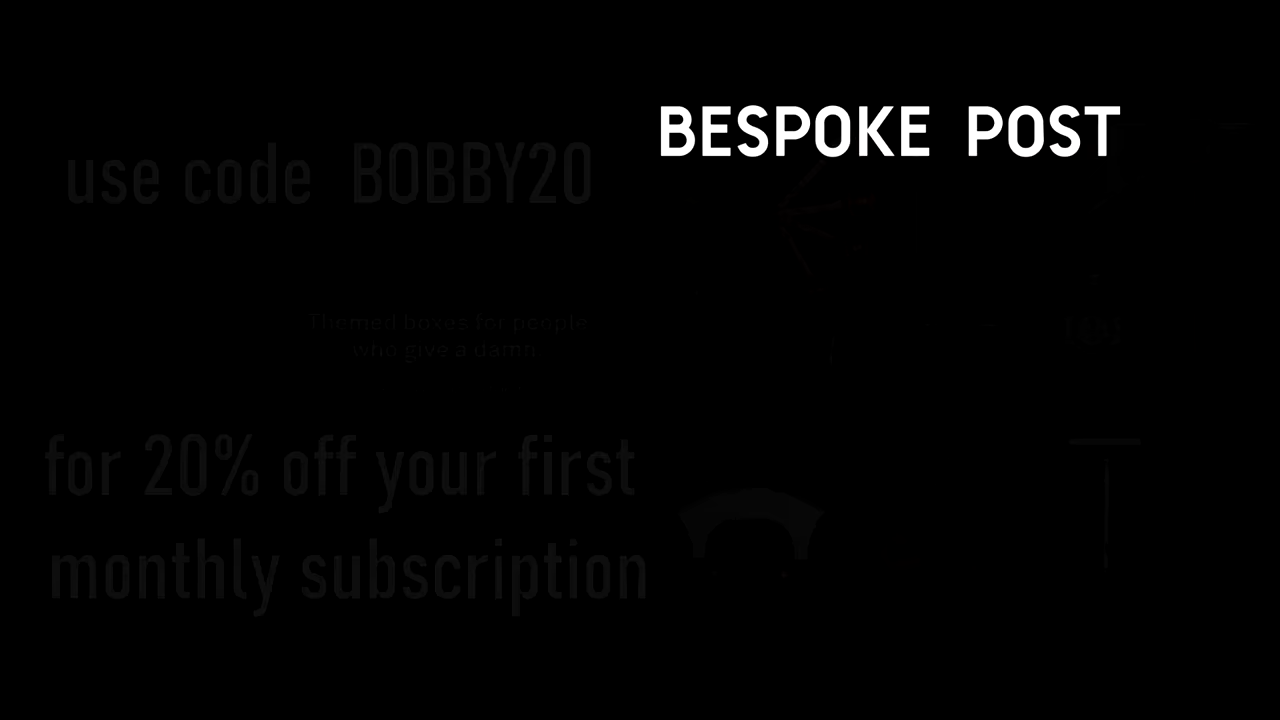 BESPOKE POST
use code BOBBY20
Themed boxes for people
who give a damn
for 20% off your first
monthly subscription